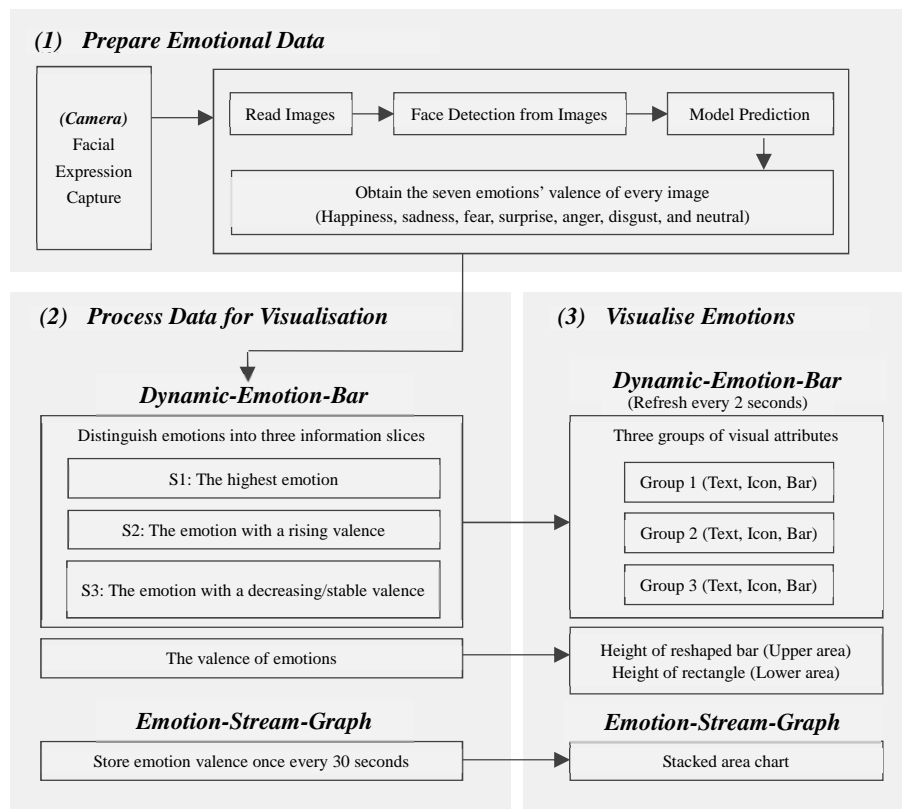 (1) Prepare Emotional Data
(Camera)
Facial
Expression
Capture
Read Images
Face Detection from Images
Model Prediction
Obtain the seven emotions’ valence of every image
(Happiness, sadness, fear, surprise, anger, disgust, and neutral)
(2) Process Data for Visualisation
Dynamic-Emotion-Bar
Distinguish emotions into three information slices
S1: The highest emotion
S2: The emotion with a rising valence
S3: The emotion with a decreasing/stable valence
The valence of emotions
Emotion-Stream-Graph
Store emotion valence once every 30 seconds
(3) Visualise Emotions
Dynamic-Emotion-Bar
(Refresh every 2 seconds)
Three groups of visual attributes
Group 1 (Text, Icon, Bar)
Group 2 (Text, Icon, Bar)
Group 3 (Text, Icon, Bar)
Height of reshaped bar (Upper area)
Height of rectangle (Lower area)
Emotion-Stream-Graph
Stacked area chart